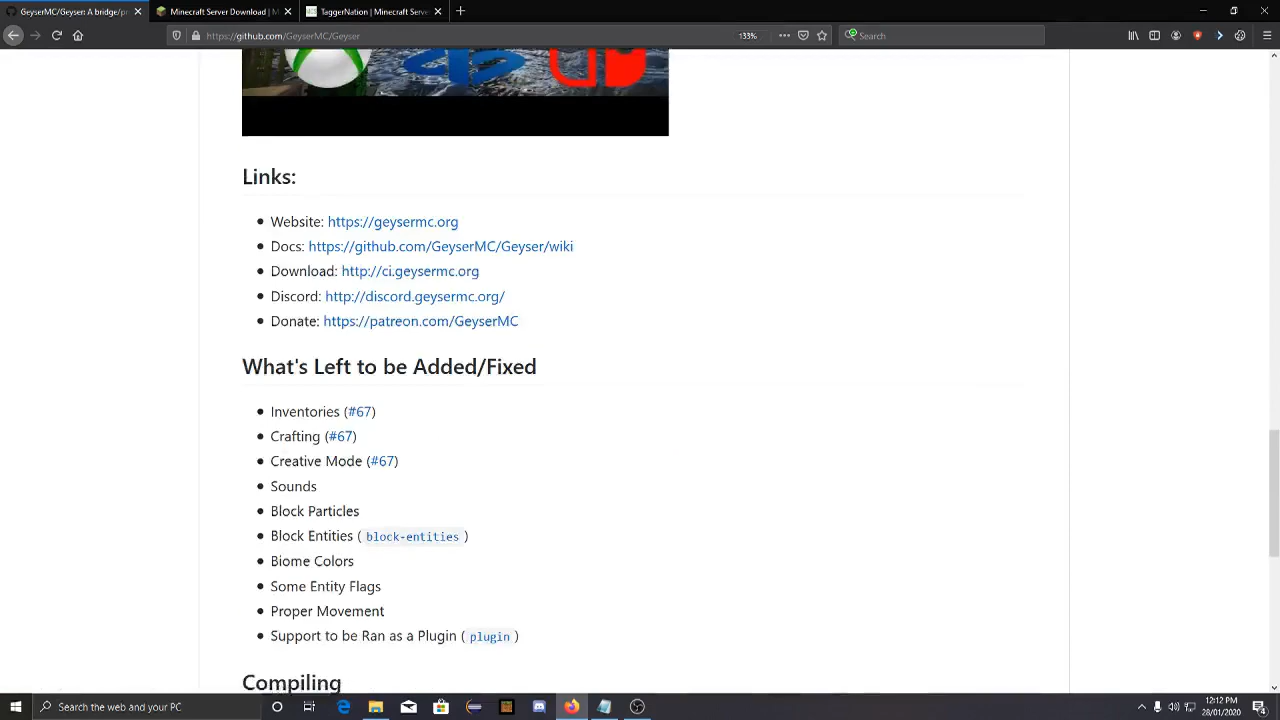 GeyserMC/Geyser: A bridge/pr
Minecraft Server Download | M
TaggerNation | Minecraft Serve
https://github.com/GeyserMC/Geyser
133%
Search
Links:
Website: https://geysermc.org
Docs: https://github.com/GeyserMC/Geyser/wiki
Download: http://ci.geysermc.org
Discord: http://discord.geysermc.org/
Donate: https://patreon.com/GeyserMC
What's Left to be Added/Fixed
Inventories (#67)
Crafting (#67)
Creative Mode (#67)
Sounds
Block Particles
Block Entities ( block-entities )
Biome Colors
Some Entity Flags
Proper Movement
Support to be Ran as a Plugin ( plugin )
Compiling
Search the web and your PC
12:12 PM
28/01/2020